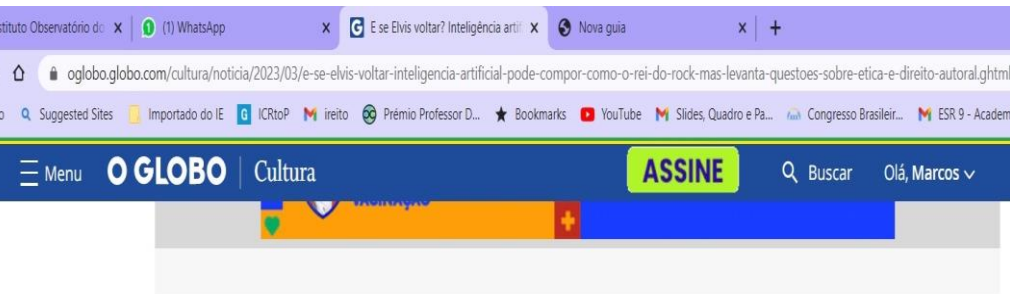 stituto Observatório do
(1) WhatsApp
E se Elvis voltar? Inteligência artif
Nova guia
oglobo.globo.com/cultura/noticia/2023/03/e-se-elvis-voltar-inteligencia-artificial-pode-compor-como-o-rei-do-rock-mas-levanta-questoes-sobre-etica-e-direito-autoral.ghtml
Suggested Sites Importado do IE ICRtoP ireito Prémio Professor D... Bookmarks YouTube Slides, Quadro e Pa... Congresso Brasileir... ESR 9 - Academ
Menu O GLOBO Cultura ASSINE Buscar Olá, Marcos
VACINAÇÃO